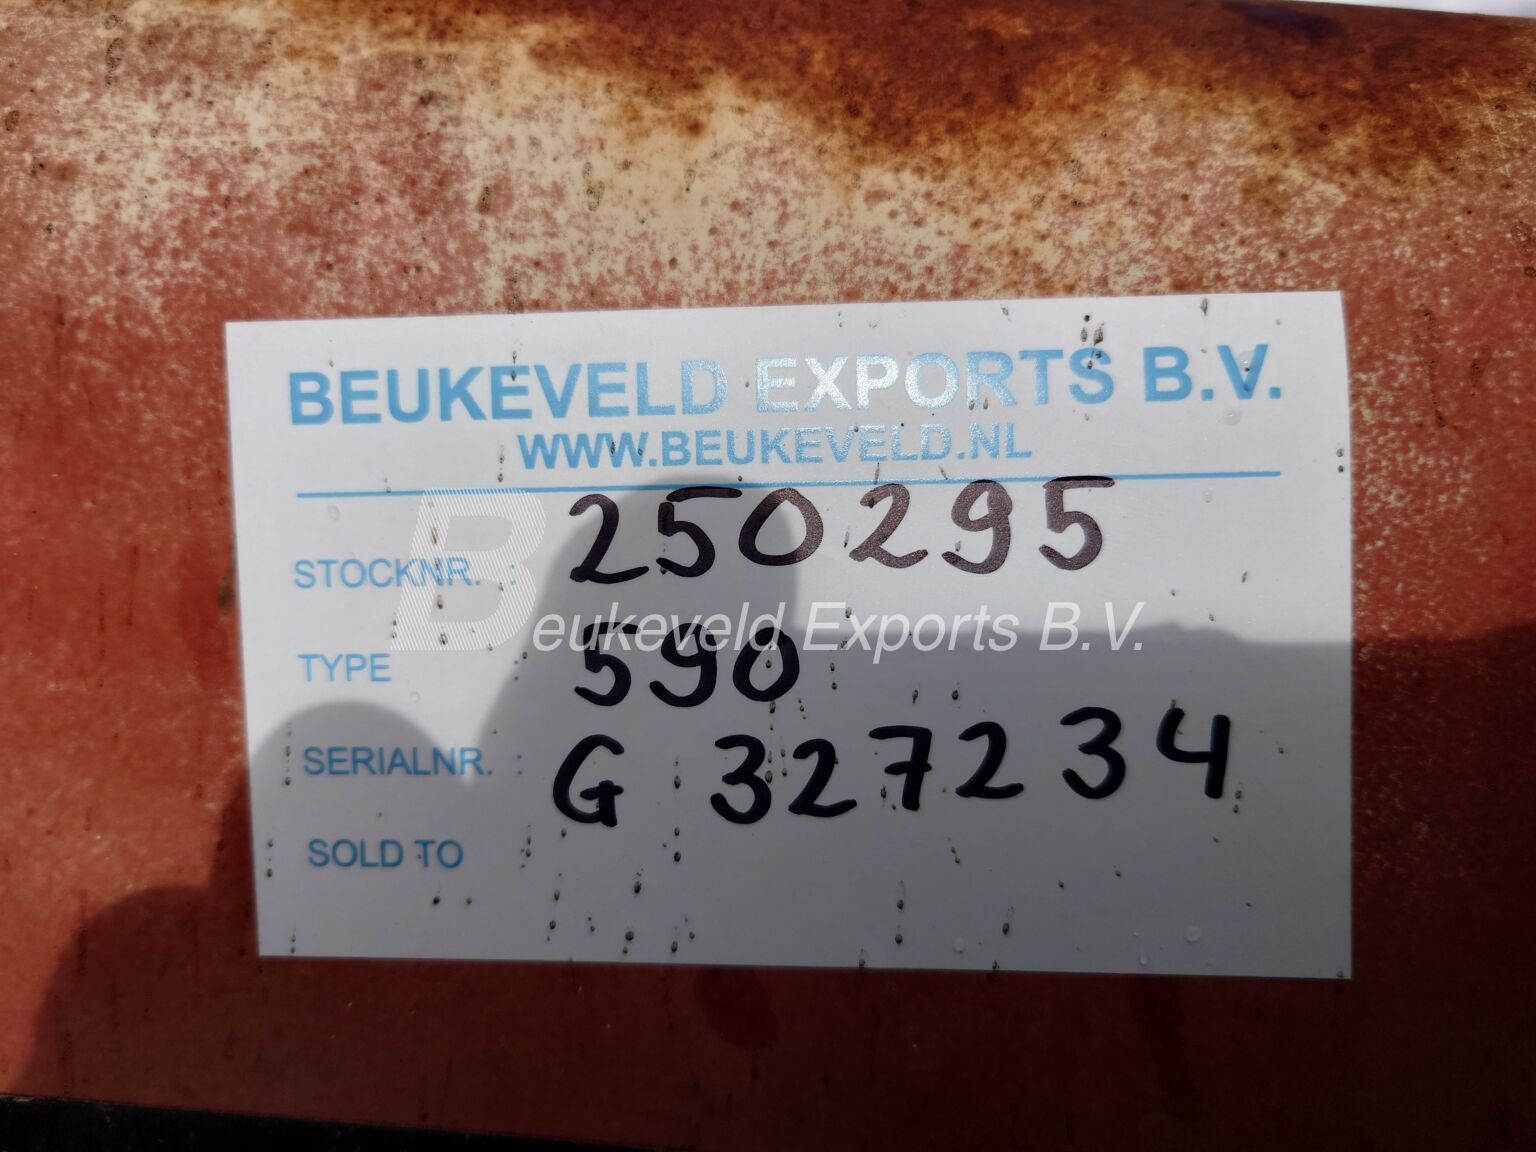 BEUKEVELD EXPORTS B.V.
WWW.BEUKEVELD.NL
STOCKNR. : 250295
Beukeveld Exports B.V.
TYPE : 590
SERIALNR. : G 327234
SOLD TO :